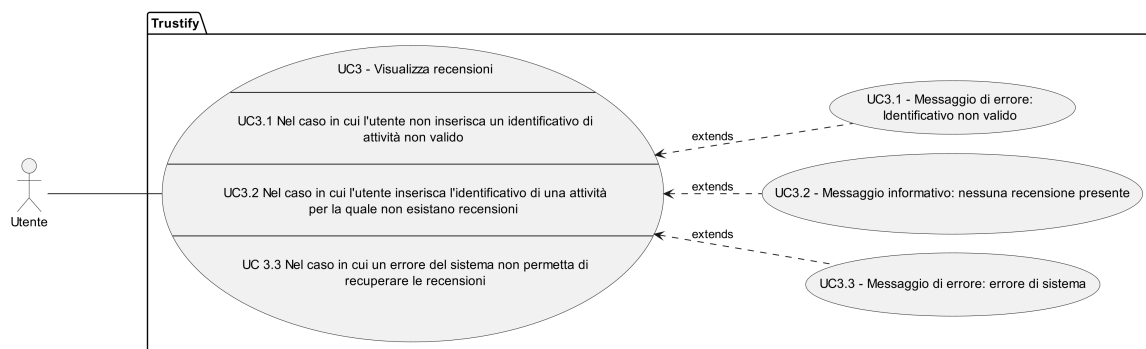 Trustify
UC3 - Visualizza recensioni
UC3.1 Nel caso in cui l'utente non inserisca un identificativo di
attività non valido
UC3.2 Nel caso in cui l'utente inserisca l'identificativo di una attività
per la quale non esistano recensioni
UC 3.3 Nel caso in cui un errore del sistema non permetta di
recuperare le recensioni
Utente
extends
extends
extends
UC3.1 - Messaggio di errore:
Identificativo non valido
UC3.2 - Messaggio informativo: nessuna recensione presente
UC3.3 - Messaggio di errore: errore di sistema